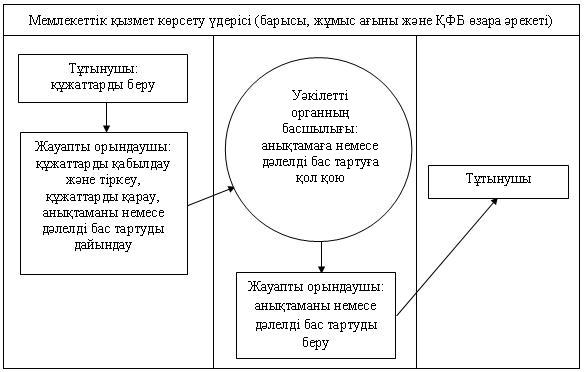 Мемлекеттік қызмет көрсету үдерісі (барысы, жұмыс ағыны және ҚФБ өзара әрекеті)
Тұтынушы:
құжаттарды беру
Жауапты орындаушы:
құжаттарды қабылдау
және тіркеу,
құжаттарды қарау,
анықтаманы немесе
дәлелді бас тартуды
дайындау
Уәкілетті
органның
басшылығы:
анықтамаға немесе
дәлелді бас тартуға
қол қою
Жауапты орындаушы:
анықтаманы немесе
дәлелді бас тартуды
беру
Тұтынушы